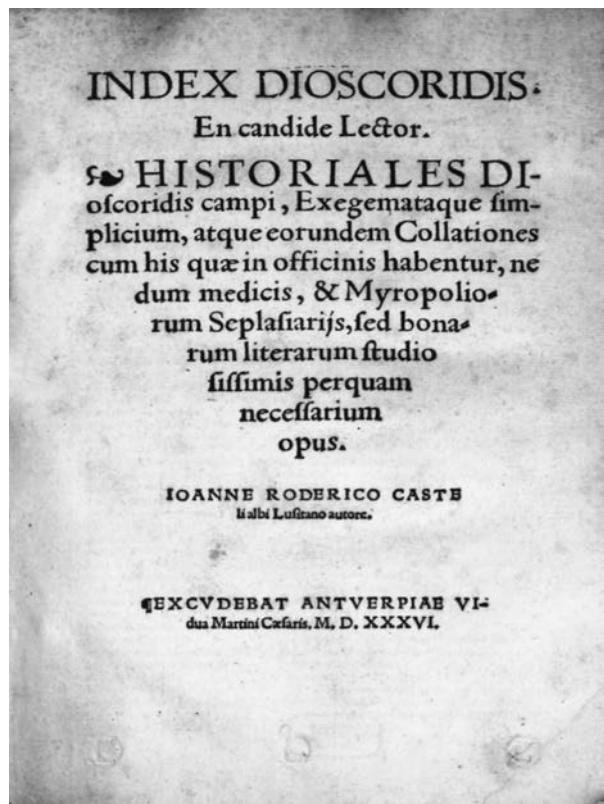 INDEX DIOSCORIDIS.
En candide Lector.
HISTORIALES DI-
oſcoridis campi, Exegemataque ſim-
plicium, atque eorundem Collationes
cum his quæ in officinis habentur, ne
dum medicis, & Myropolio-
rum Seplaſiarijs, ſed bona-
rum literarum ſtudio
ſiſſimis perquam
neceſſarium
opus.
IOANNE RODERICO CASTE
li albi Luſitano autore.
¶EXCVDEBAT ANTVERPIAE VI-
dua Martini Cæſaris. M. D. XXXVI.